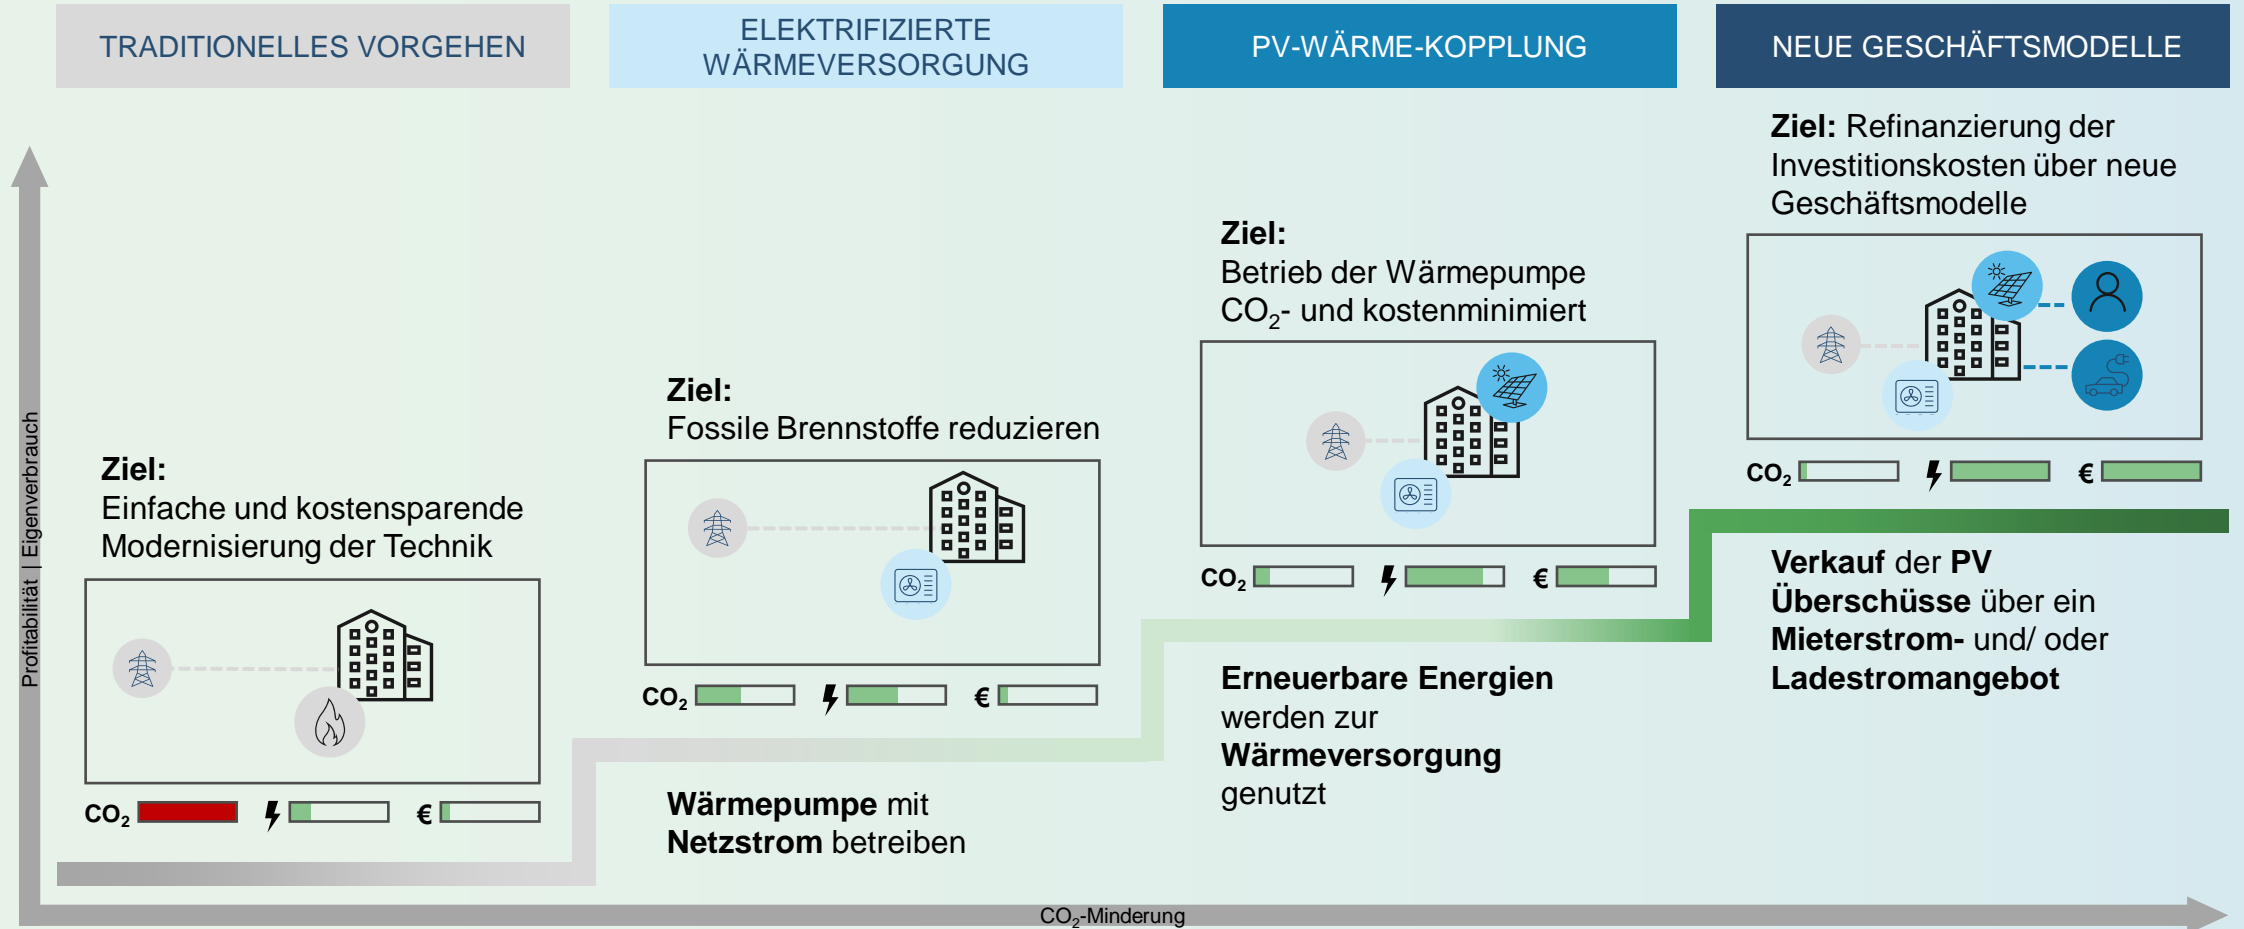 TRADITIONELLES VORGEHEN
ELEKTRIFIZIERTE
WÄRMEVERSORGUNG
PV-WÄRME-KOPPLUNG
NEUE GESCHÄFTSMODELLE
Profitabilität | Eigenverbrauch
Ziel:
Einfache und kostensparende
Modernisierung der Technik
CO₂ €
Ziel:
Fossile Brennstoffe reduzieren
CO₂ €
Wärmepumpe mit
Netzstrom betreiben
Ziel:
Betrieb der Wärmepumpe
CO₂- und kostenminimiert
CO₂ €
Erneuerbare Energien
werden zur
Wärmeversorgung
genutzt
Ziel: Refinanzierung der
Investitionskosten über neue
Geschäftsmodelle
CO₂ €
Verkauf der PV
Überschüsse über ein
Mieterstrom- und/ oder
Ladestromangebot
CO₂-Minderung